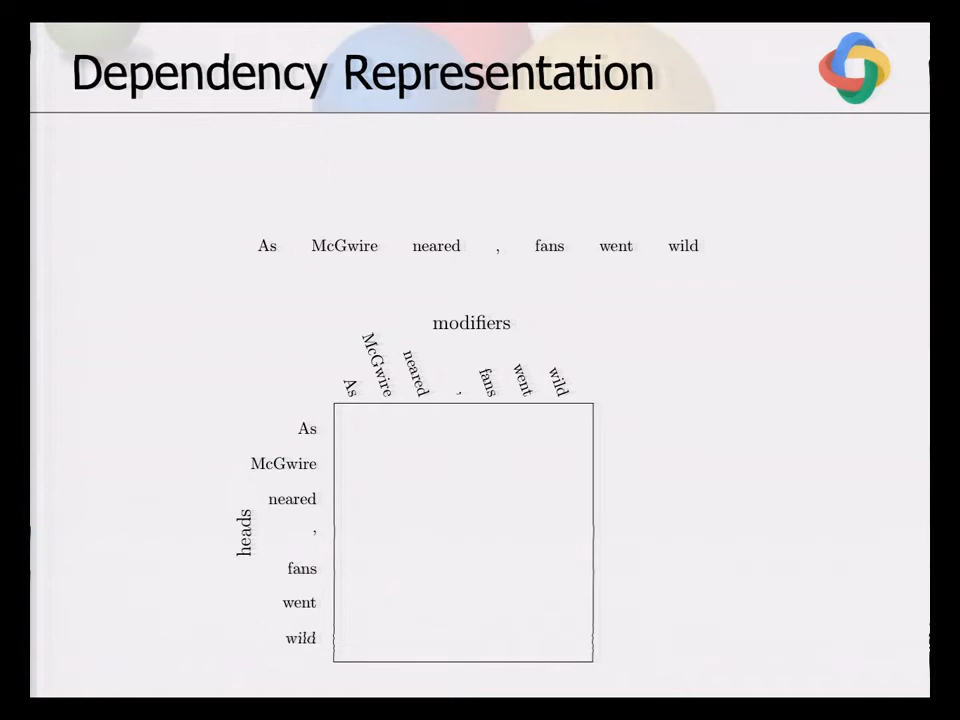 Dependency Representation
As McGwire neared , fans went wild
modifiers
As McGwire neared , fans went wild
heads
As
McGwire
neared
,
fans
went
wild